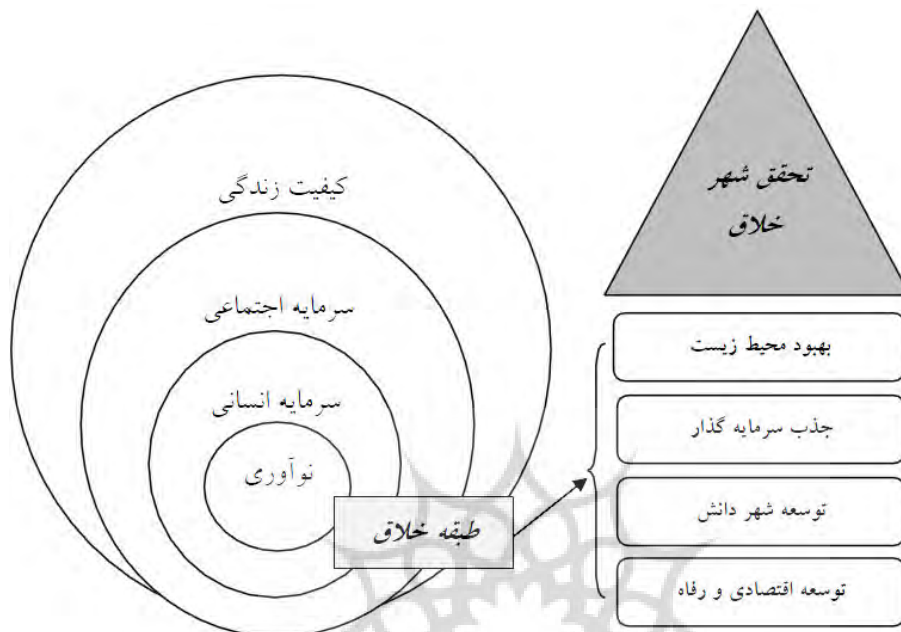 تحقق شهر
خلاق
کیفیت زندگی
سرمایه اجتماعی
سرمایه انسانی
نوآوری
طبقه خلاق
بهبود محیط زیست
جذب سرمایه گذار
توسعه شهر دانش
توسعه اقتصادی و رفاه